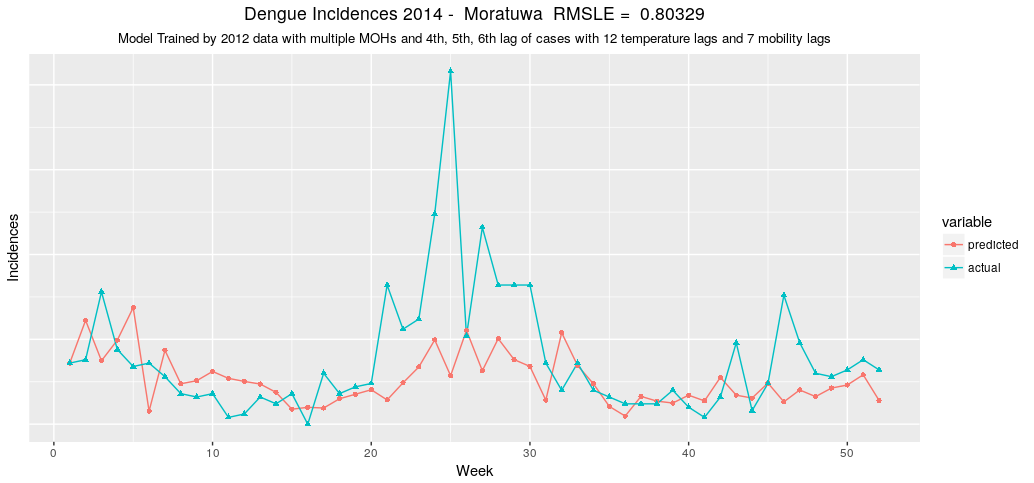 Dengue Incidences 2014 - Moratuwa RMSLE = 0.80329
Model Trained by 2012 data with multiple MOHs and 4th, 5th, 6th lag of cases with 12 temperature lags and 7 mobility lags
Incidences
variable
predicted
actual
0 10 20 30 40 50
Week